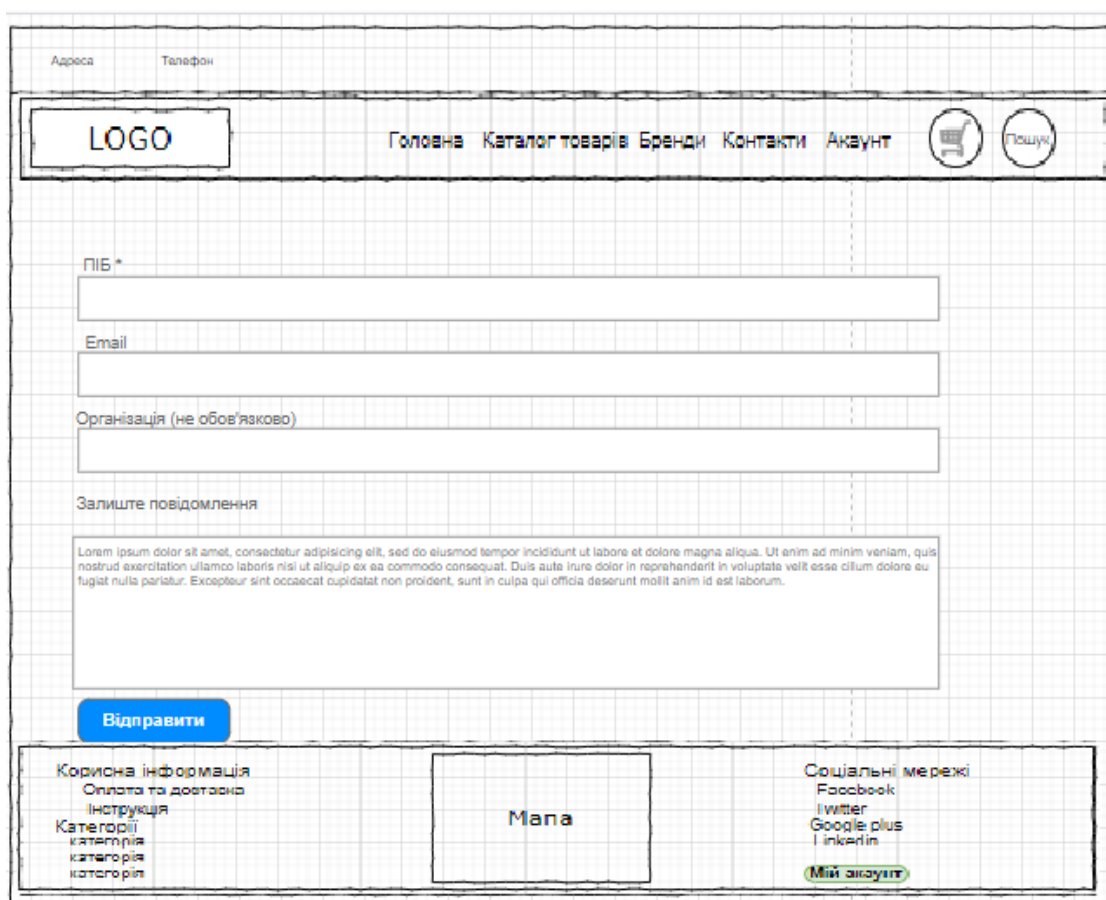 Адреса Телефон
LOGO Головна Каталог товарів Бренди Контакти Акаунт Пошук
ПІБ *
Email
Організація (не обов'язково)
Залиште повідомлення
Lorem ipsum dolor sit amet, consectetur adipisicing elit, sed do eiusmod tempor incididunt ut labore et dolore magna aliqua. Ut enim ad minim veniam, quis
nostrud exercitation ullamco laboris nisi ut aliquip ex ea commodo consequat. Duis aute irure dolor in reprehenderit in voluptate velit esse cillum dolore eu
fugiat nulla pariatur. Excepteur sint occaecat cupidatat non proident, sunt in culpa qui officia deserunt mollit anim id est laborum.
Відправити
Корисна інформація
Оплата та доставка
Інструкція
Категорії
категорія
категорія
категорія
Мапа
Соціальні мережі
Facebook
Twitter
Google plus
Linkedin
Мій акаунт